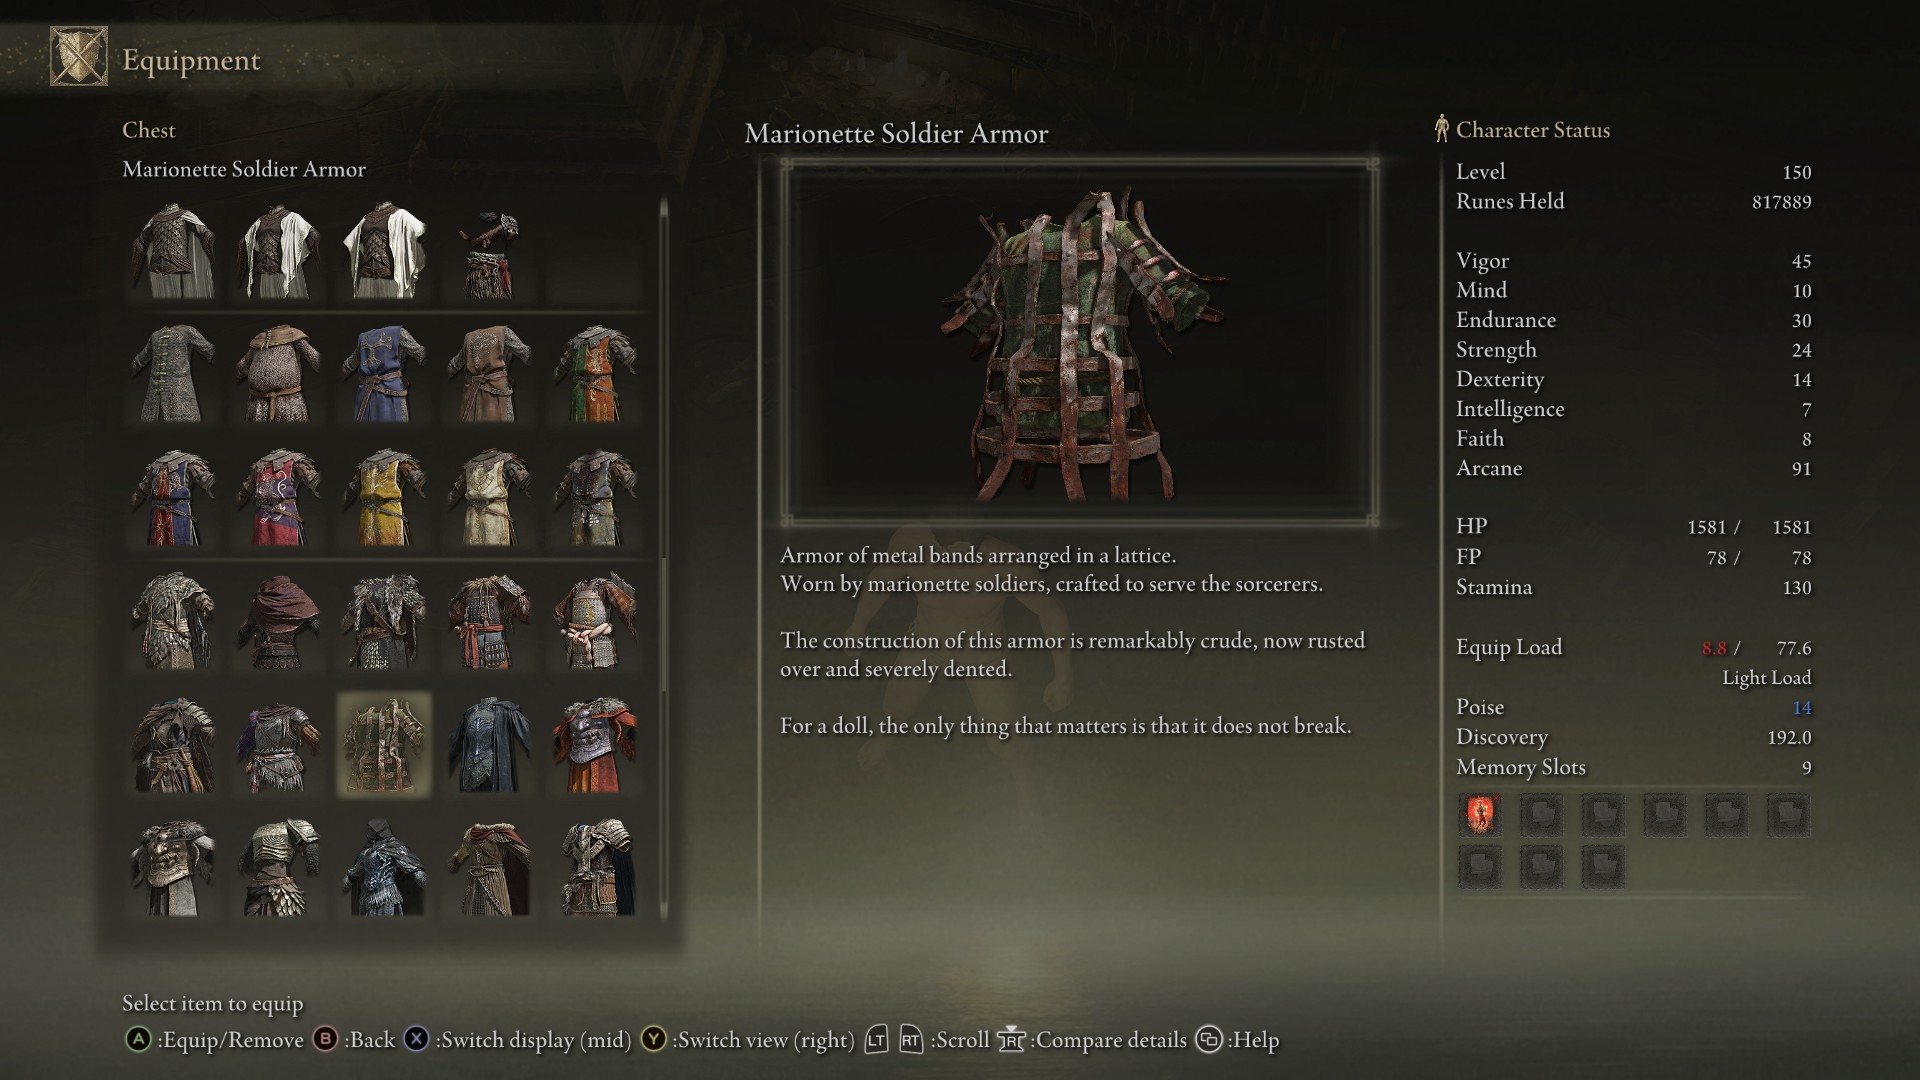 Equipment
Chest
Marionette Soldier Armor
Marionette Soldier Armor
Armor of metal bands arranged in a lattice.
Worn by marionette soldiers, crafted to serve the sorcerers.
The construction of this armor is remarkably crude, now rusted
over and severely dented.
For a doll, the only thing that matters is that it does not break.
Character Status
Level 150
Runes Held 817889
Vigor 45
Mind 10
Endurance 30
Strength 24
Dexterity 14
Intelligence 7
Faith 8
Arcane 91
HP 1581 / 1581
FP 78 / 78
Stamina 130
Equip Load 8.8 / 77.6
Light Load
Poise 14
Discovery 192.0
Memory Slots 9
Select item to equip
A :Equip/Remove B :Back X :Switch display (mid) Y :Switch view (right) LT RT :Scroll R :Compare details :Help